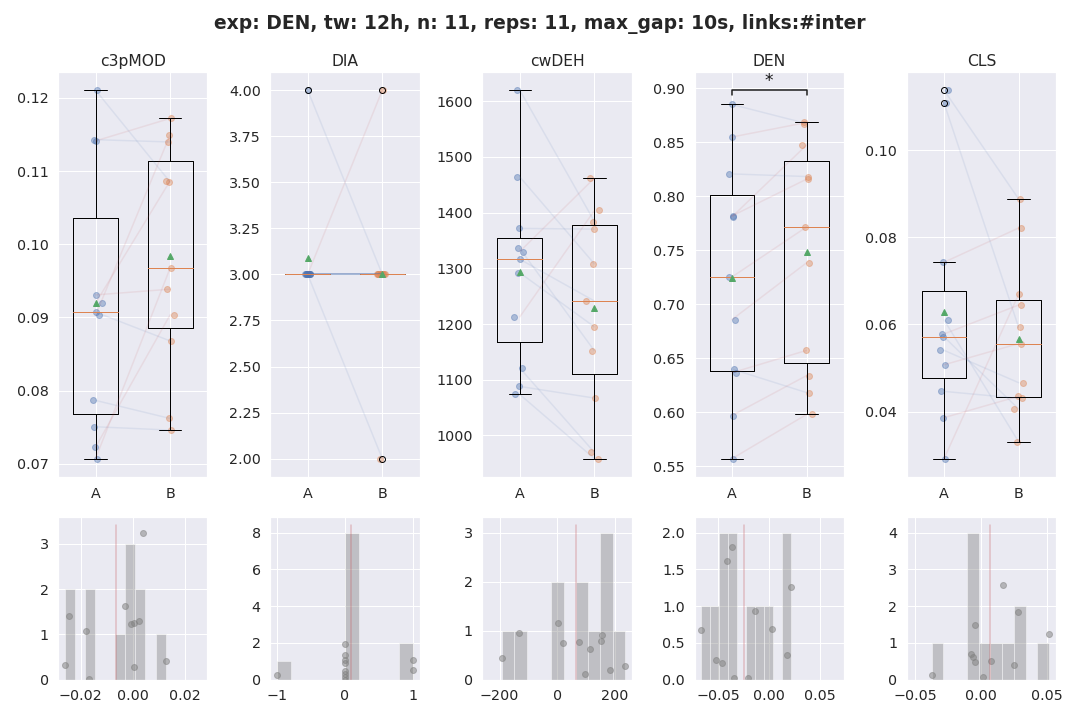 exp: DEN, tw: 12h, n: 11, reps: 11, max_gap: 10s, links:#inter
c3pMOD DIA cwDEH DEN CLS
*
0.12 4.00 1600 0.90 0.10
0.11 3.75 1500 0.85 0.08
0.10 3.50 1400 0.80 0.06
0.09 3.25 1300 0.75 0.04
0.08 3.00 1200 0.70
0.07 2.75 1100 0.65
2.50 1000 0.60
2.25 0.55
2.00
A B A B A B A B A B
3 8 3 2.0 4
2 6 2 1.5 3
1 4 1 1.0 2
0 2 0 0.5 1
0 0.0 0
−0.02 0.00 0.02 −1 0 1 −200 0 200 −0.05 0.00 0.05 −0.05 0.00 0.05